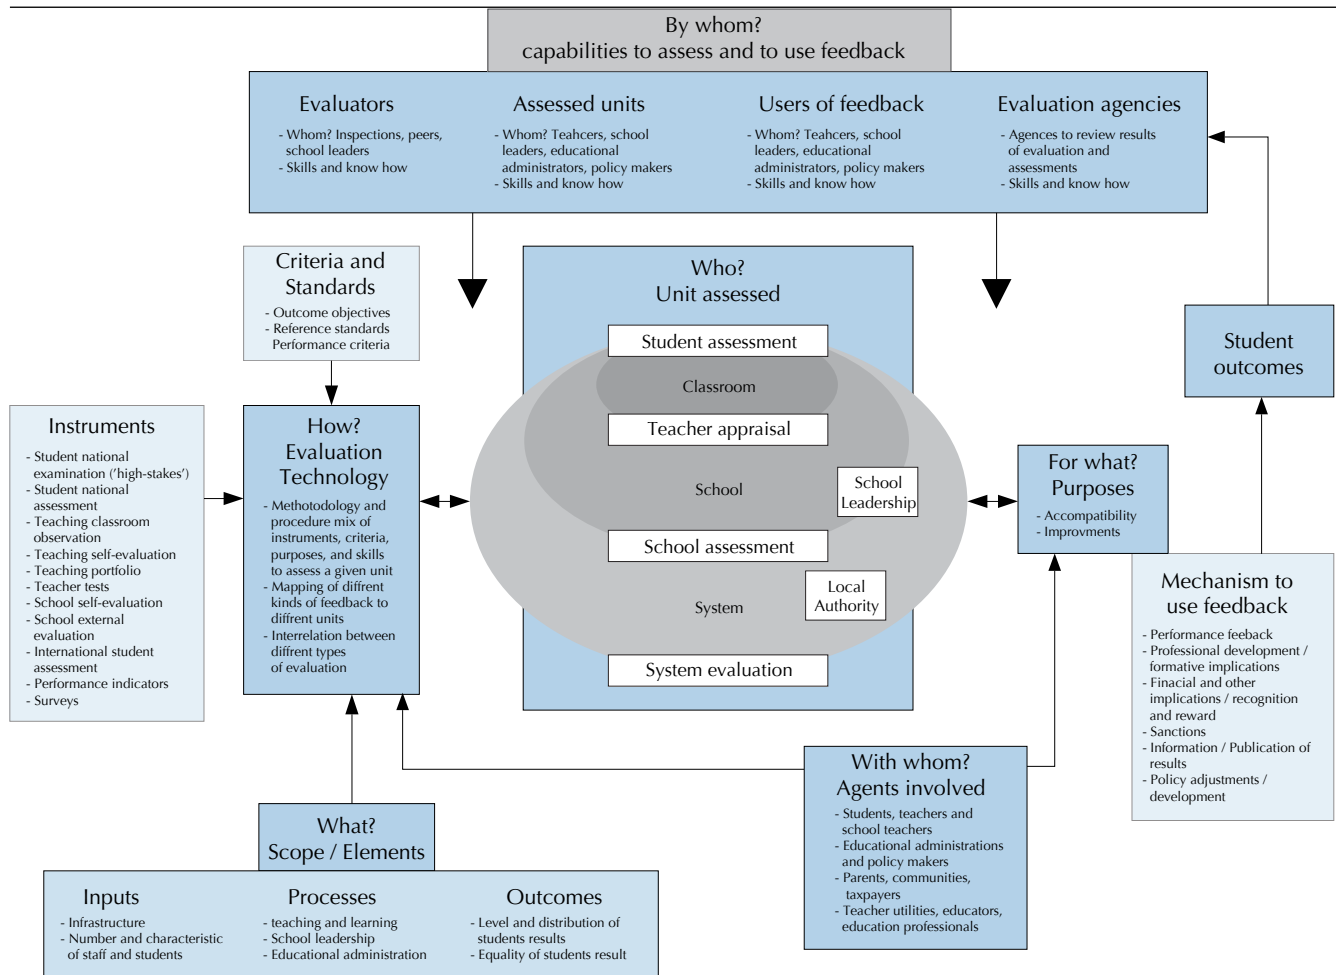 By whom?
capabilities to assess and to use feedback
Evaluators
- Whom? Inspections, peers,
school leaders
- Skills and know how
Assessed units
- Whom? Teahcers, school
leaders, educational
administrators, policy makers
- Skills and know how
Users of feedback
- Whom? Teahcers, school
leaders, educational
administrators, policy makers
- Skills and know how
Evaluation agencies
- Agences to review results
of evaluation and
assessments
- Skills and know how
Criteria and
Standards
- Outcome objectives
- Reference standards
Performance criteria
Who?
Unit assessed
Student assessment
Classroom
Teacher appraisal
School
School
Leadership
School assessment
Local
Authority
System
System evaluation
Student
outcomes
Instruments
- Student national
examination ('high-stakes')
- Student national
assessment
- Teaching classroom
observation
- Teaching self-evaluation
- Teaching portfolio
- Teacher tests
- School self-evaluation
- School external
evaluation
- International student
assessment
- Performance indicators
- Surveys
How?
Evaluation
Technology
- Methotodology and
procedure mix of
instruments, criteria,
purposes, and skills
to assess a given unit
- Mapping of diffrent
kinds of feedback to
diffrent units
- Interrelation between
diffrent types
of evaluation
For what?
Purposes
- Accompatibility
- Improvments
Mechanism to
use feedback
- Performance feeback
- Professional development /
formative implications
- Finacial and other
implications / recognition
and reward
- Sanctions
- Information / Publication of
results
- Policy adjustments /
development
With whom?
Agents involved
- Students, teachers and
school teachers
- Educational administrations
and policy makers
- Parents, communities,
taxpayers
- Teacher utilities, educators,
education professionals
What?
Scope / Elements
Inputs
- Infrastructure
- Number and characteristic
of staff and students
Processes
- teaching and learning
- School leadership
- Educational administration
Outcomes
- Level and distribution of
students results
- Equality of students result